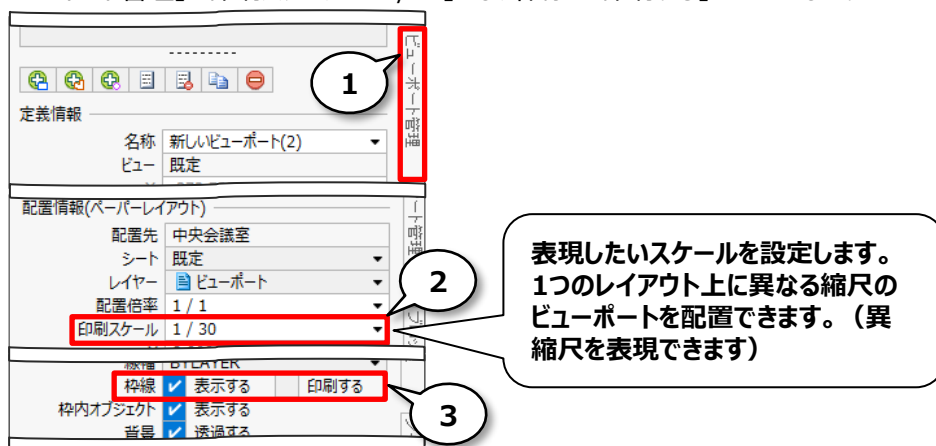 ビューポート管理
1
定義情報
名称 新しいビューポート(2)
ビュー 既定
配置情報(ペーパーレイアウト)
配置先 中央会議室
シート 既定
レイヤー ビューポート
配置倍率 1 / 1
印刷スケール 1 / 30
2
表現したいスケールを設定します。
1つのレイアウト上に異なる縮尺の
ビューポートを配置できます。（異
縮尺を表現できます）
線幅 BYLAYER
枠線 表示する 印刷する
枠内オブジェクト 表示する
背景 透過する
3